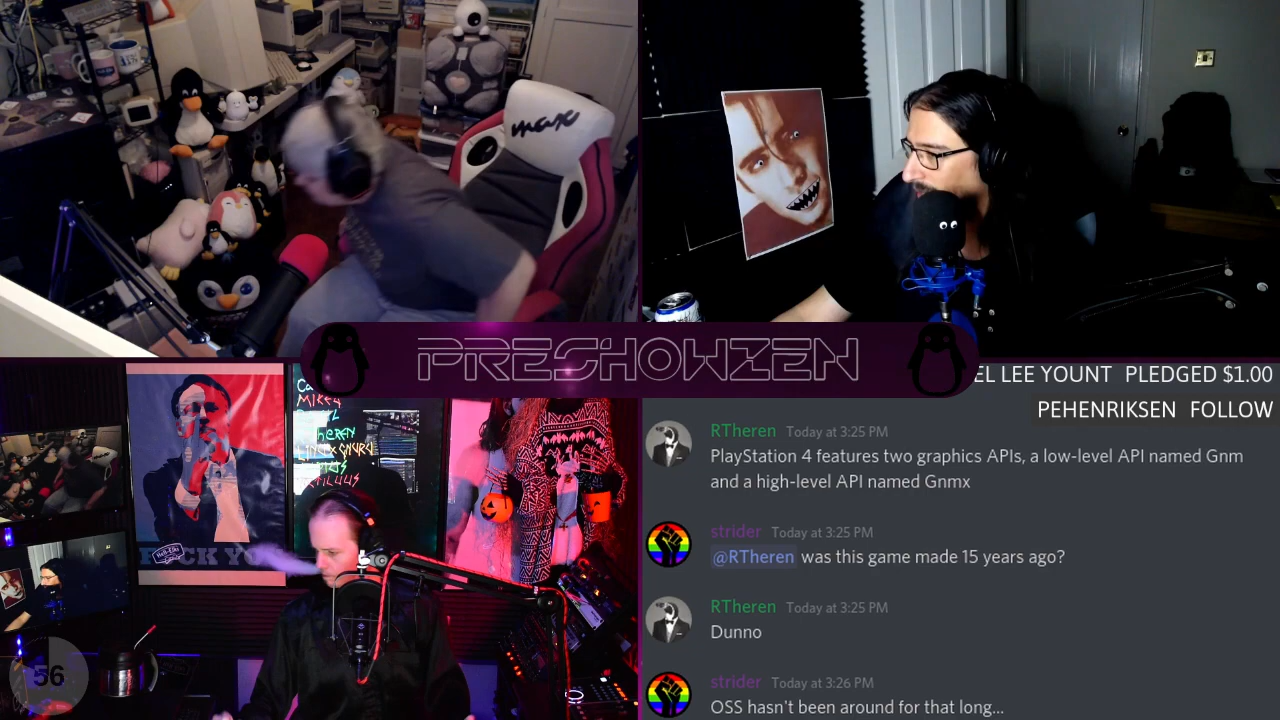 maxx
PRESHOWZEN
EL LEE YOUNT PLEDGED $1.00
PEHENRIKSEN FOLLOW
RTheren Today at 3:25 PM
PlayStation 4 features two graphics APIs, a low-level API named Gnm
and a high-level API named Gnmx
strider Today at 3:25 PM
@RTheren was this game made 15 years ago?
RTheren Today at 3:25 PM
Dunno
strider Today at 3:26 PM
OSS hasn't been around for that long...
CK YO
56